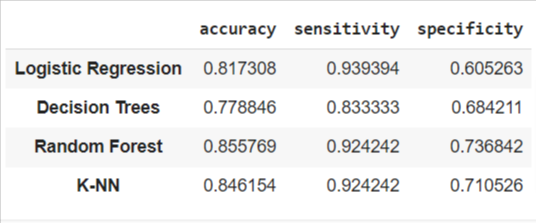 accuracy sensitivity specificity
Logistic Regression 0.817308 0.939394 0.605263
Decision Trees 0.778846 0.833333 0.684211
Random Forest 0.855769 0.924242 0.736842
K-NN 0.846154 0.924242 0.710526